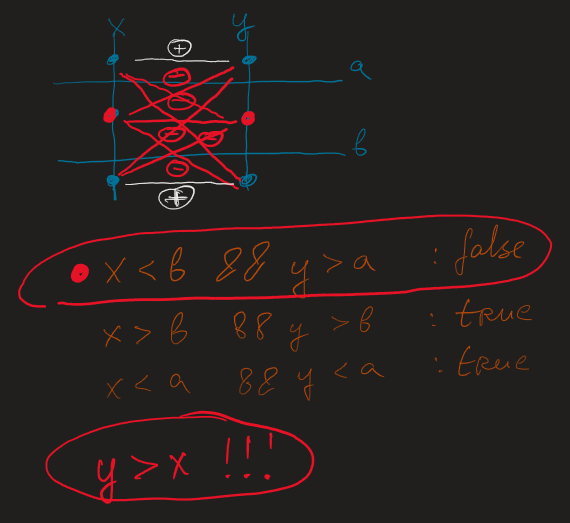 x y
+
a
-
-
- -
b
-
+
x < b && y > a : false
x > b && y > b : true
x < a && y < a : true
y > x !!!